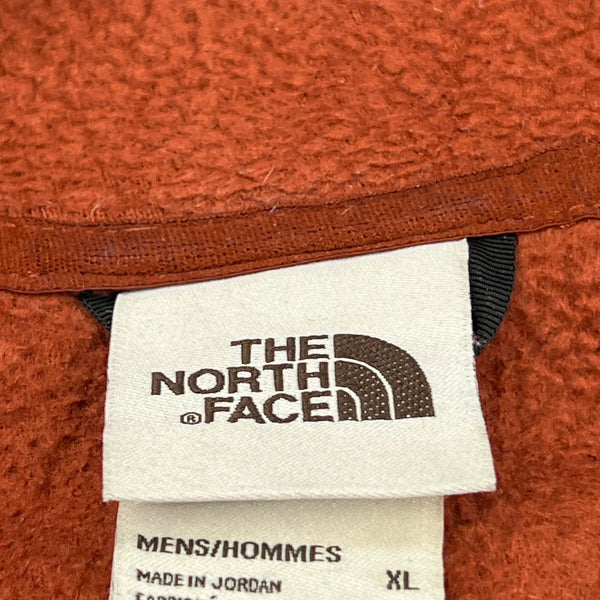 THE
NORTH
® FACE
MENS/HOMMES
MADE IN JORDAN XL